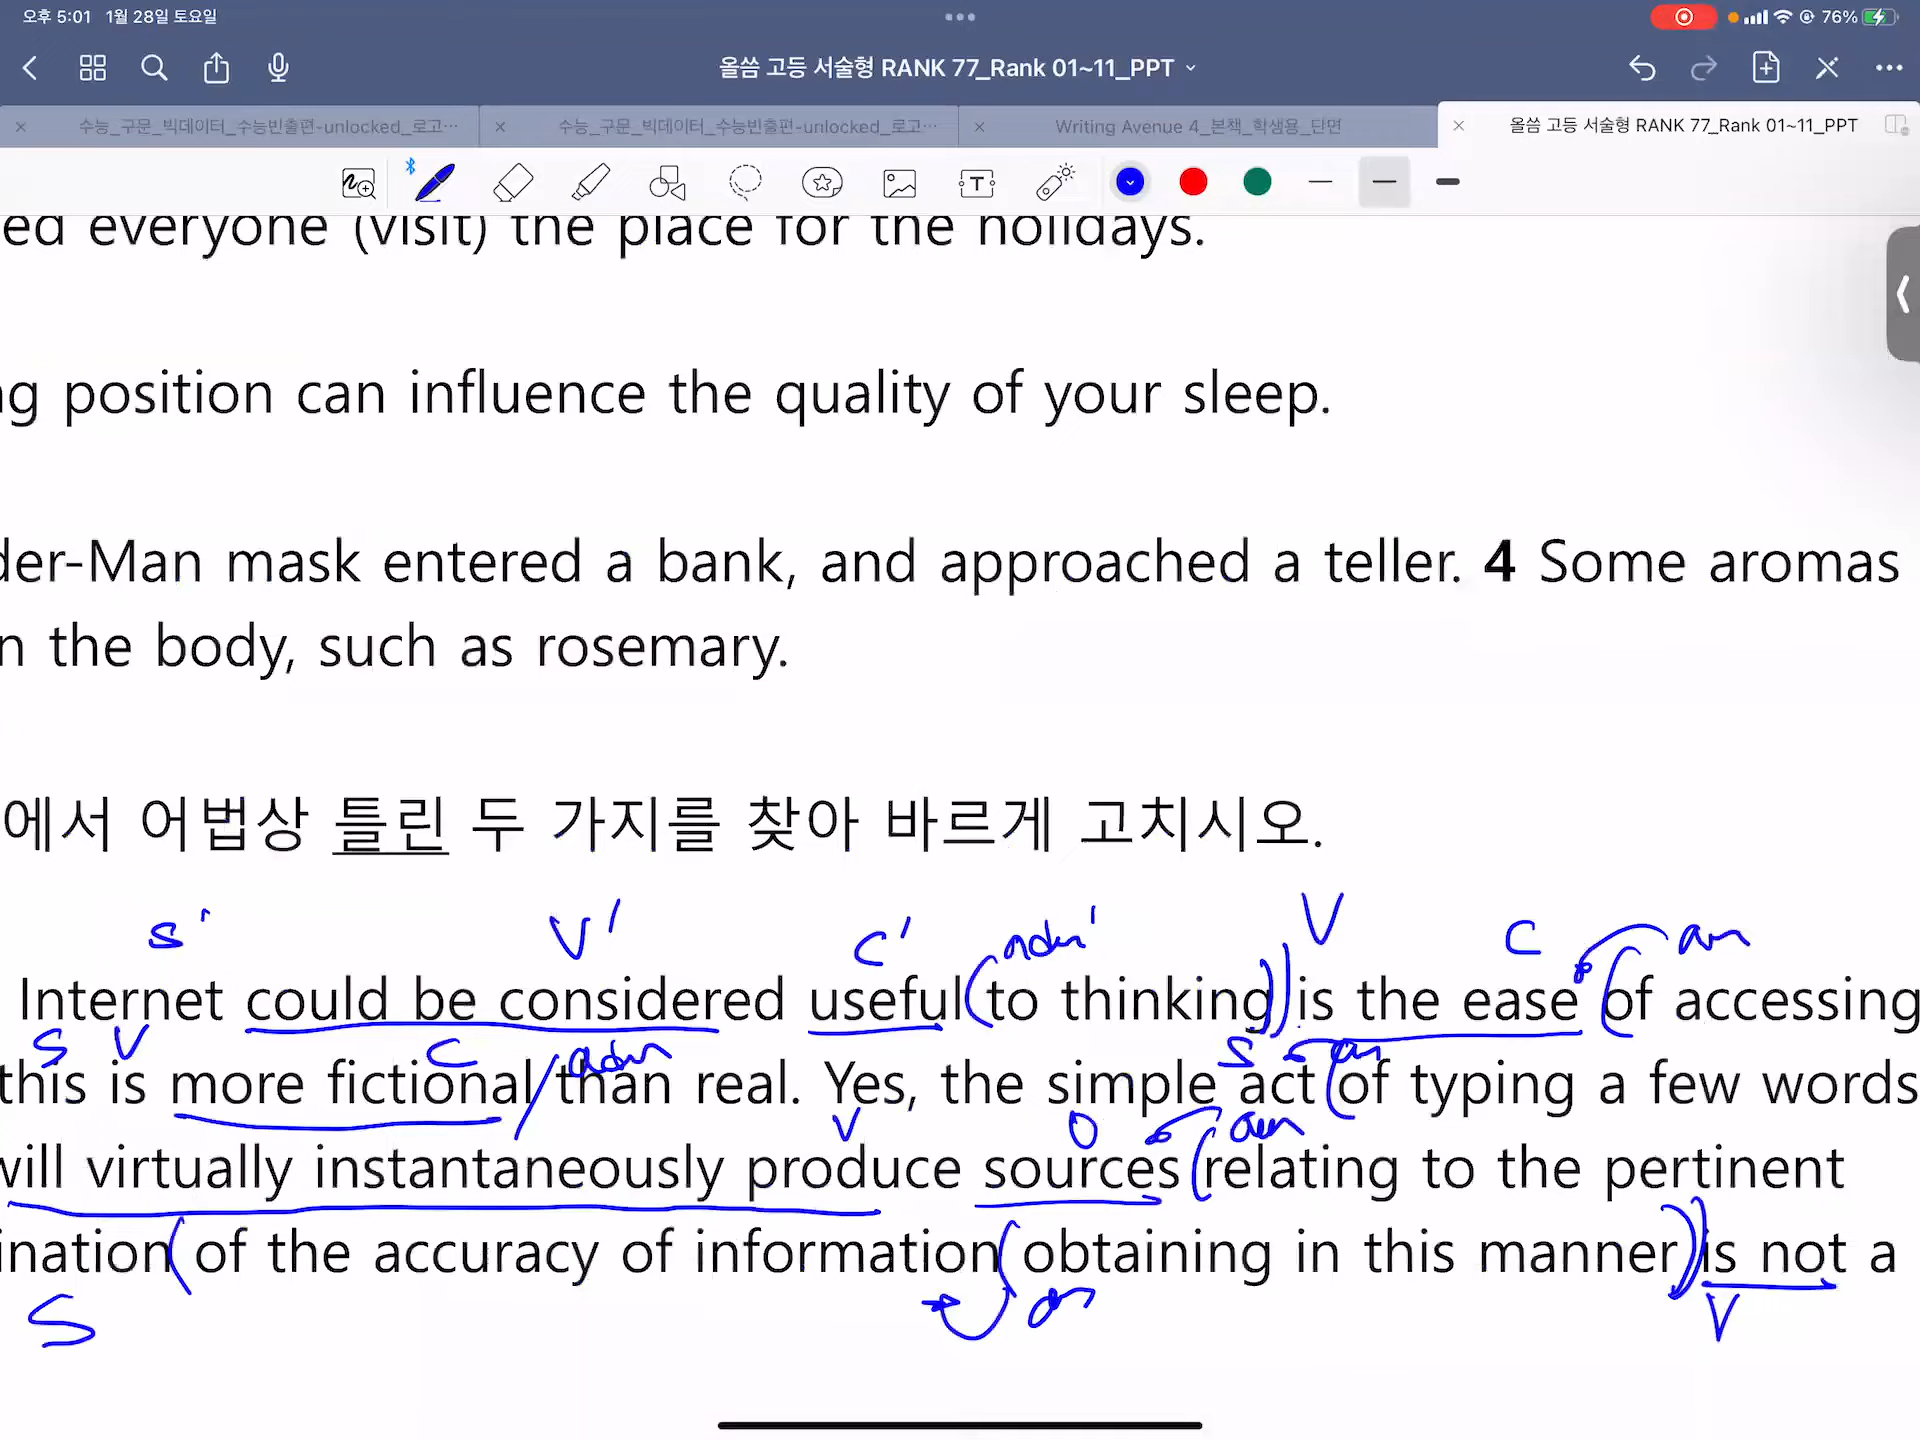 오후 5:01 1월 28일 토요일
76%
올씀 고등 서술형 RANK 77_Rank 01~11_PPT
수능_구문_빅데이터_수능빈출편-unlocked_로고…
수능_구문_빅데이터_수능빈출편-unlocked_로고…
Writing Avenue 4_본책_학생용_단면
올씀 고등 서술형 RANK 77_Rank 01~11_PPT
ed everyone (visit) the place for the holidays.
ng position can influence the quality of your sleep.
der-Man mask entered a bank, and approached a teller. 4 Some aromas
n the body, such as rosemary.
에서 어법상 틀린 두 가지를 찾아 바르게 고치시오.
S' V' C' V C
Internet could be considered useful (to thinking)) is the ease (of accessing
S V C S
this is more fictional / than real. Yes, the simple act (of typing a few words
V O
will virtually instantaneously produce sources (relating to the pertinent
ination (of the accuracy of information (obtaining in this manner)) is not a
S V